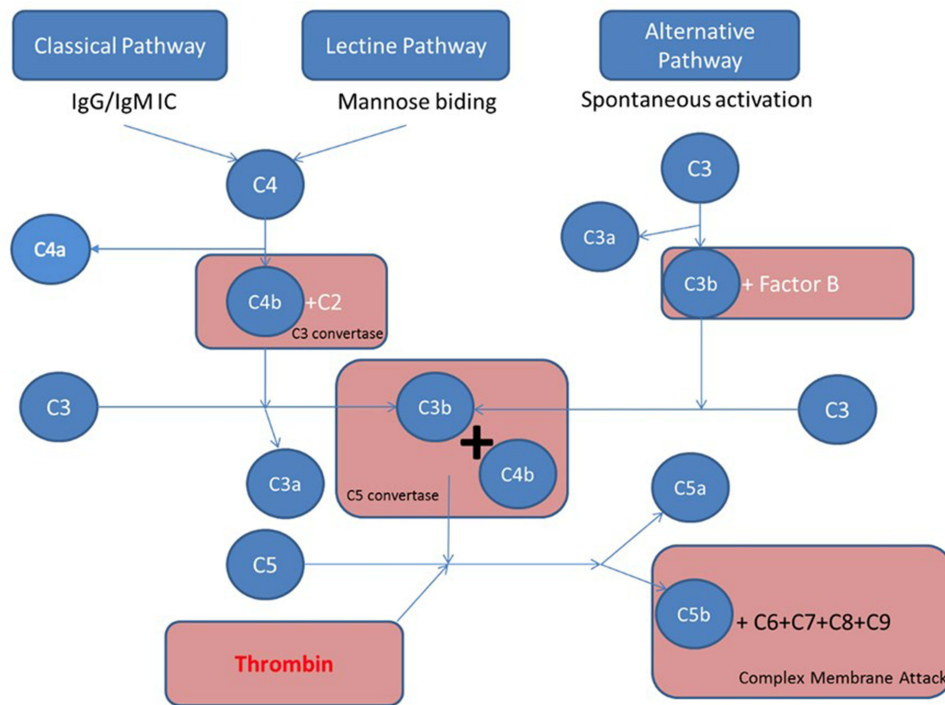 Classical Pathway
Lectine Pathway
Alternative
Pathway
IgG/IgM IC
Mannose biding
Spontaneous activation
C4
C3
C4a
C3a
C4b +C2
C3 convertase
C3b + Factor B
C3
C3b
C3
+
C4b
C3a
C5 convertase
C5a
C5
C5b + C6+C7+C8+C9
Thrombin
Complex Membrane Attack